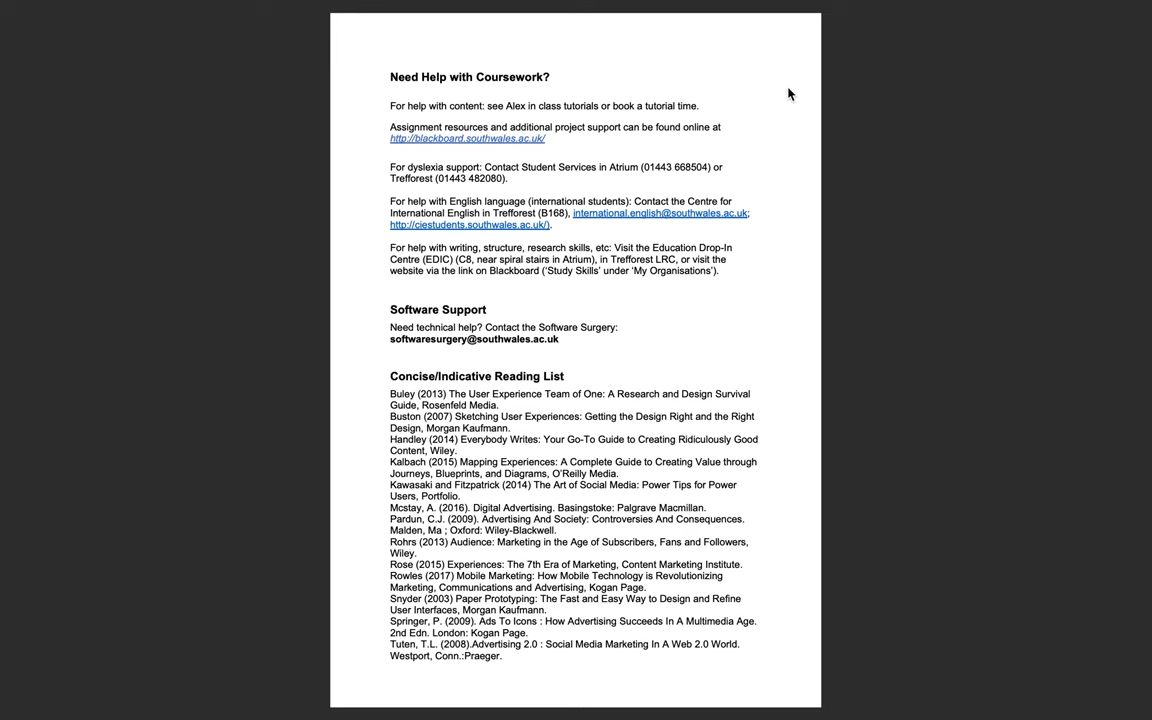 Need Help with Coursework?
For help with content: see Alex in class tutorials or book a tutorial time.
Assignment resources and additional project support can be found online at
http://blackboard.southwales.ac.uk/
For dyslexia support: Contact Student Services in Atrium (01443 668504) or
Trefforest (01443 482080).
For help with English language (international students): Contact the Centre for
International English in Trefforest (B168), international.english@southwales.ac.uk;
http://ciestudents.southwales.ac.uk/).
For help with writing, structure, research skills, etc: Visit the Education Drop-In
Centre (EDIC) (C8, near spiral stairs in Atrium), in Trefforest LRC, or visit the
website via the link on Blackboard (‘Study Skills’ under ‘My Organisations’).
Software Support
Need technical help? Contact the Software Surgery:
softwaresurgery@southwales.ac.uk
Concise/Indicative Reading List
Buley (2013) The User Experience Team of One: A Research and Design Survival
Guide, Rosenfeld Media.
Buston (2007) Sketching User Experiences: Getting the Design Right and the Right
Design, Morgan Kaufmann.
Handley (2014) Everybody Writes: Your Go-To Guide to Creating Ridiculously Good
Content, Wiley.
Kalbach (2015) Mapping Experiences: A Complete Guide to Creating Value through
Journeys, Blueprints, and Diagrams, O’Reilly Media.
Kawasaki and Fitzpatrick (2014) The Art of Social Media: Power Tips for Power
Users, Portfolio.
Mcstay, A. (2016). Digital Advertising. Basingstoke: Palgrave Macmillan.
Pardun, C.J. (2009). Advertising And Society: Controversies And Consequences.
Malden, Ma ; Oxford: Wiley-Blackwell.
Rohrs (2013) Audience: Marketing in the Age of Subscribers, Fans and Followers,
Wiley.
Rose (2015) Experiences: The 7th Era of Marketing, Content Marketing Institute.
Rowles (2017) Mobile Marketing: How Mobile Technology is Revolutionizing
Marketing, Communications and Advertising, Kogan Page.
Snyder (2003) Paper Prototyping: The Fast and Easy Way to Design and Refine
User Interfaces, Morgan Kaufmann.
Springer, P. (2009). Ads To Icons : How Advertising Succeeds In A Multimedia Age.
2nd Edn. London: Kogan Page.
Tuten, T.L. (2008).Advertising 2.0 : Social Media Marketing In A Web 2.0 World.
Westport, Conn.:Praeger.